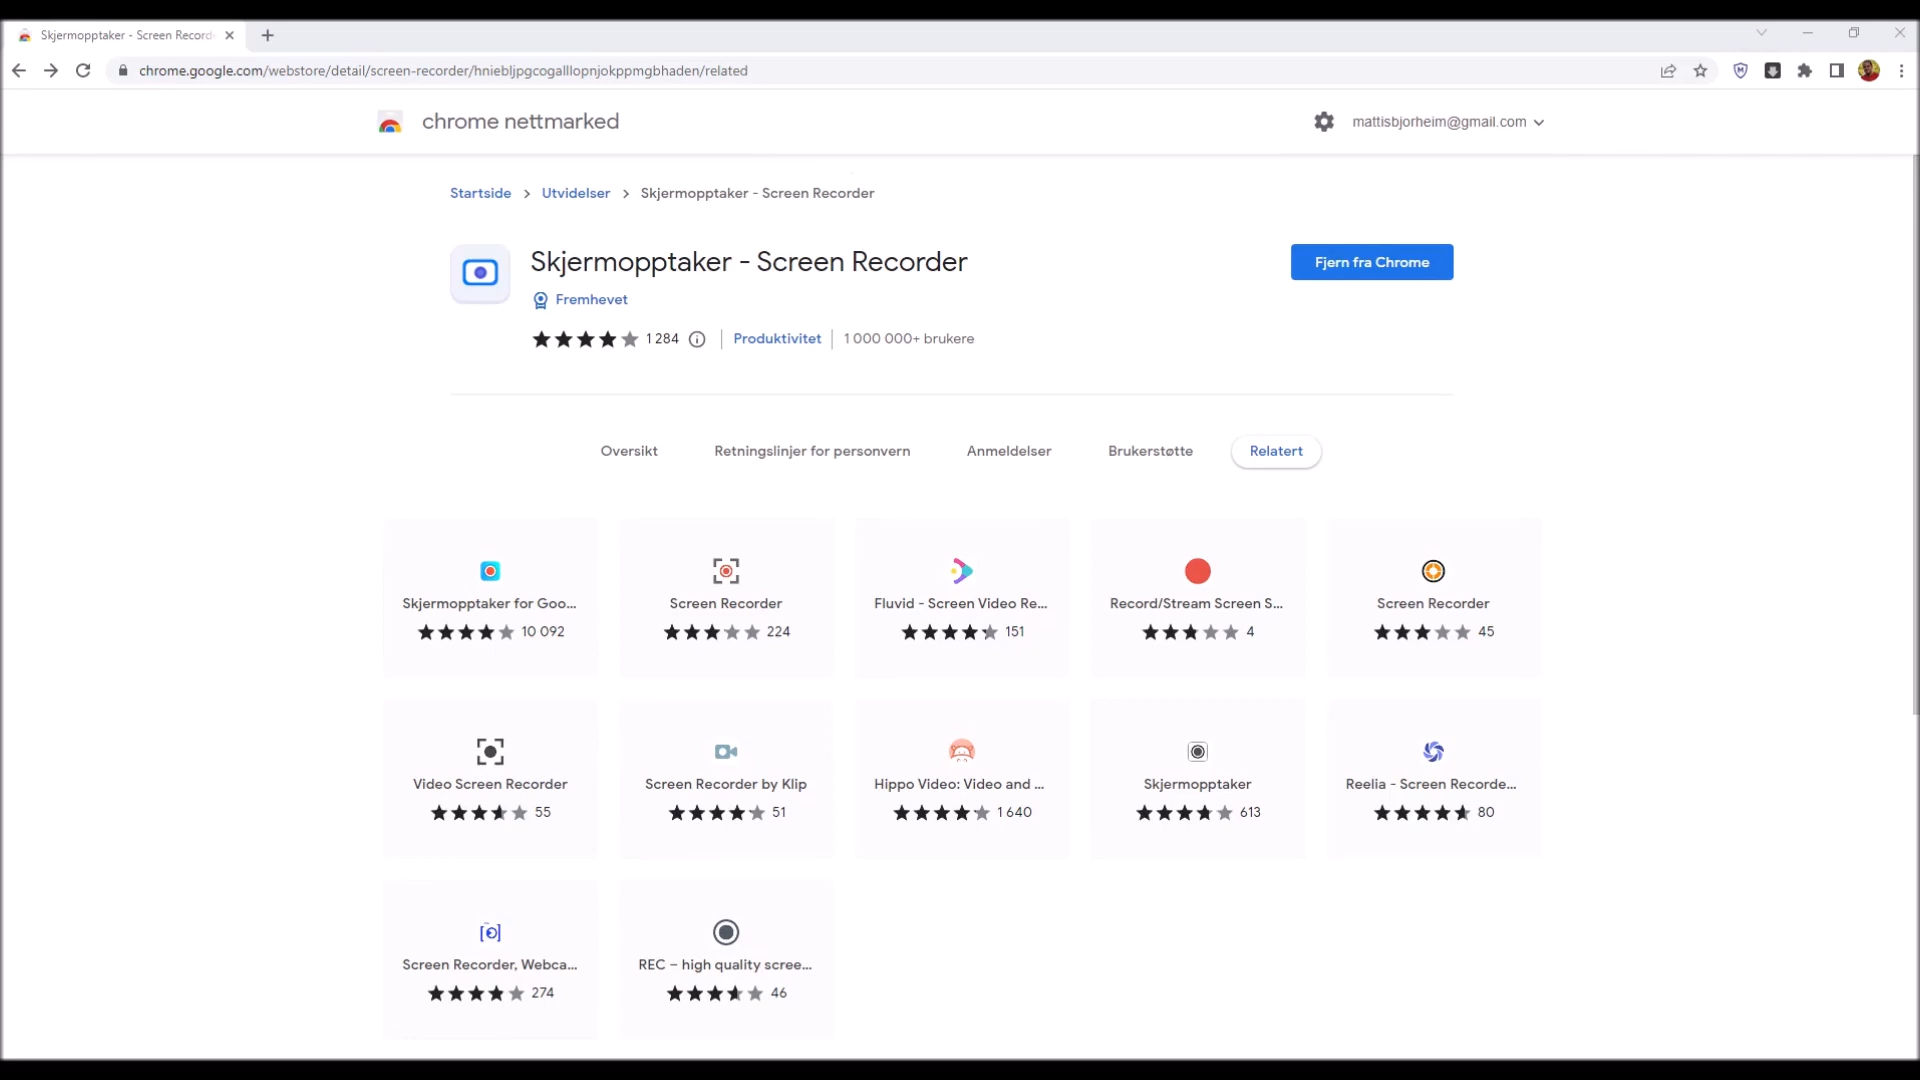 Skjermopptaker - Screen Record
chrome.google.com/webstore/detail/screen-recorder/hniebljpgcogalllopnjokppmgbhaden/related
chrome nettmarked
mattisbjorheim@gmail.com
Startside > Utvidelser > Skjermopptaker - Screen Recorder
Skjermopptaker - Screen Recorder
Fjern fra Chrome
Fremhevet
1 284 Produktivitet 1 000 000+ brukere
Oversikt Retningslinjer for personvern Anmeldelser Brukerstøtte Relatert
Skjermopptaker for Goo... Screen Recorder Fluvid - Screen Video Re... Record/Stream Screen S... Screen Recorder
10 092 224 151 4 45
Video Screen Recorder Screen Recorder by Klip Hippo Video: Video and ... Skjermopptaker Reelia - Screen Recorde...
55 51 1 640 613 80
Screen Recorder, Webca... REC – high quality scree...
274 46